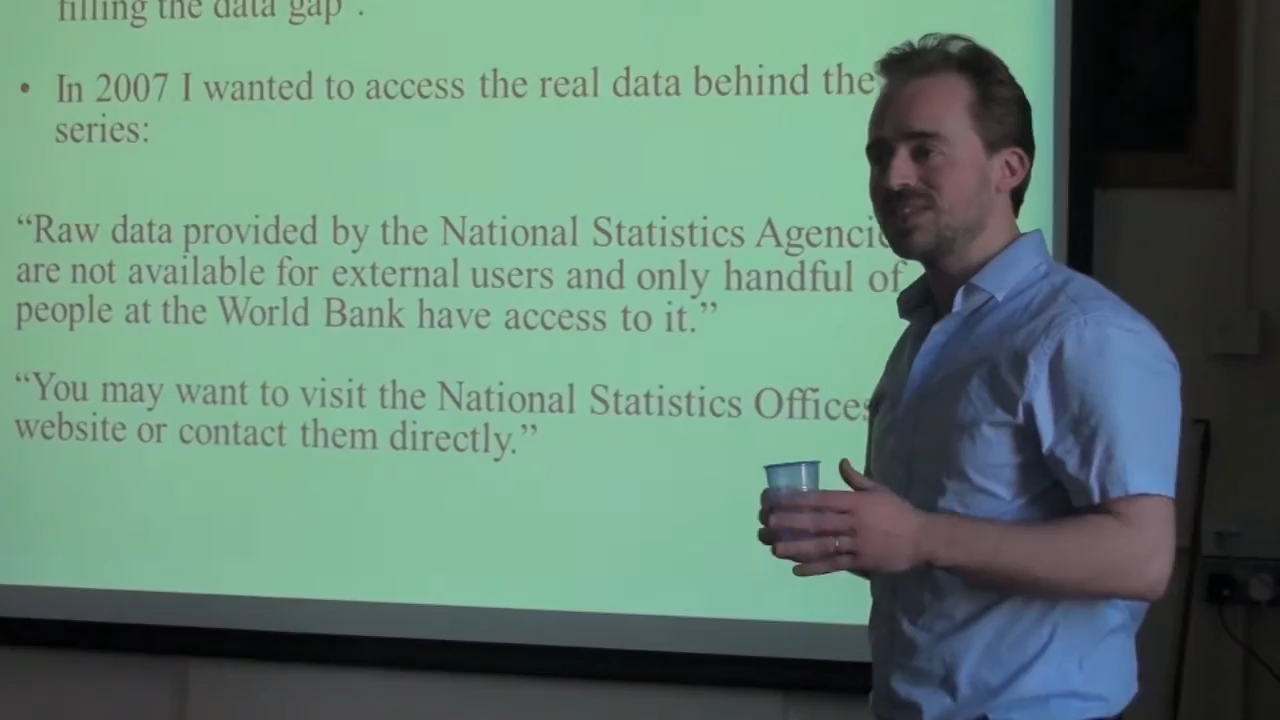 filling the data gap".
• In 2007 I wanted to access the real data behind the
series:
“Raw data provided by the National Statistics
are not available for external users and only handful of
people at the World Bank have access to it.”
“You may want to visit the National Statistics Offices
website or contact them directly.”